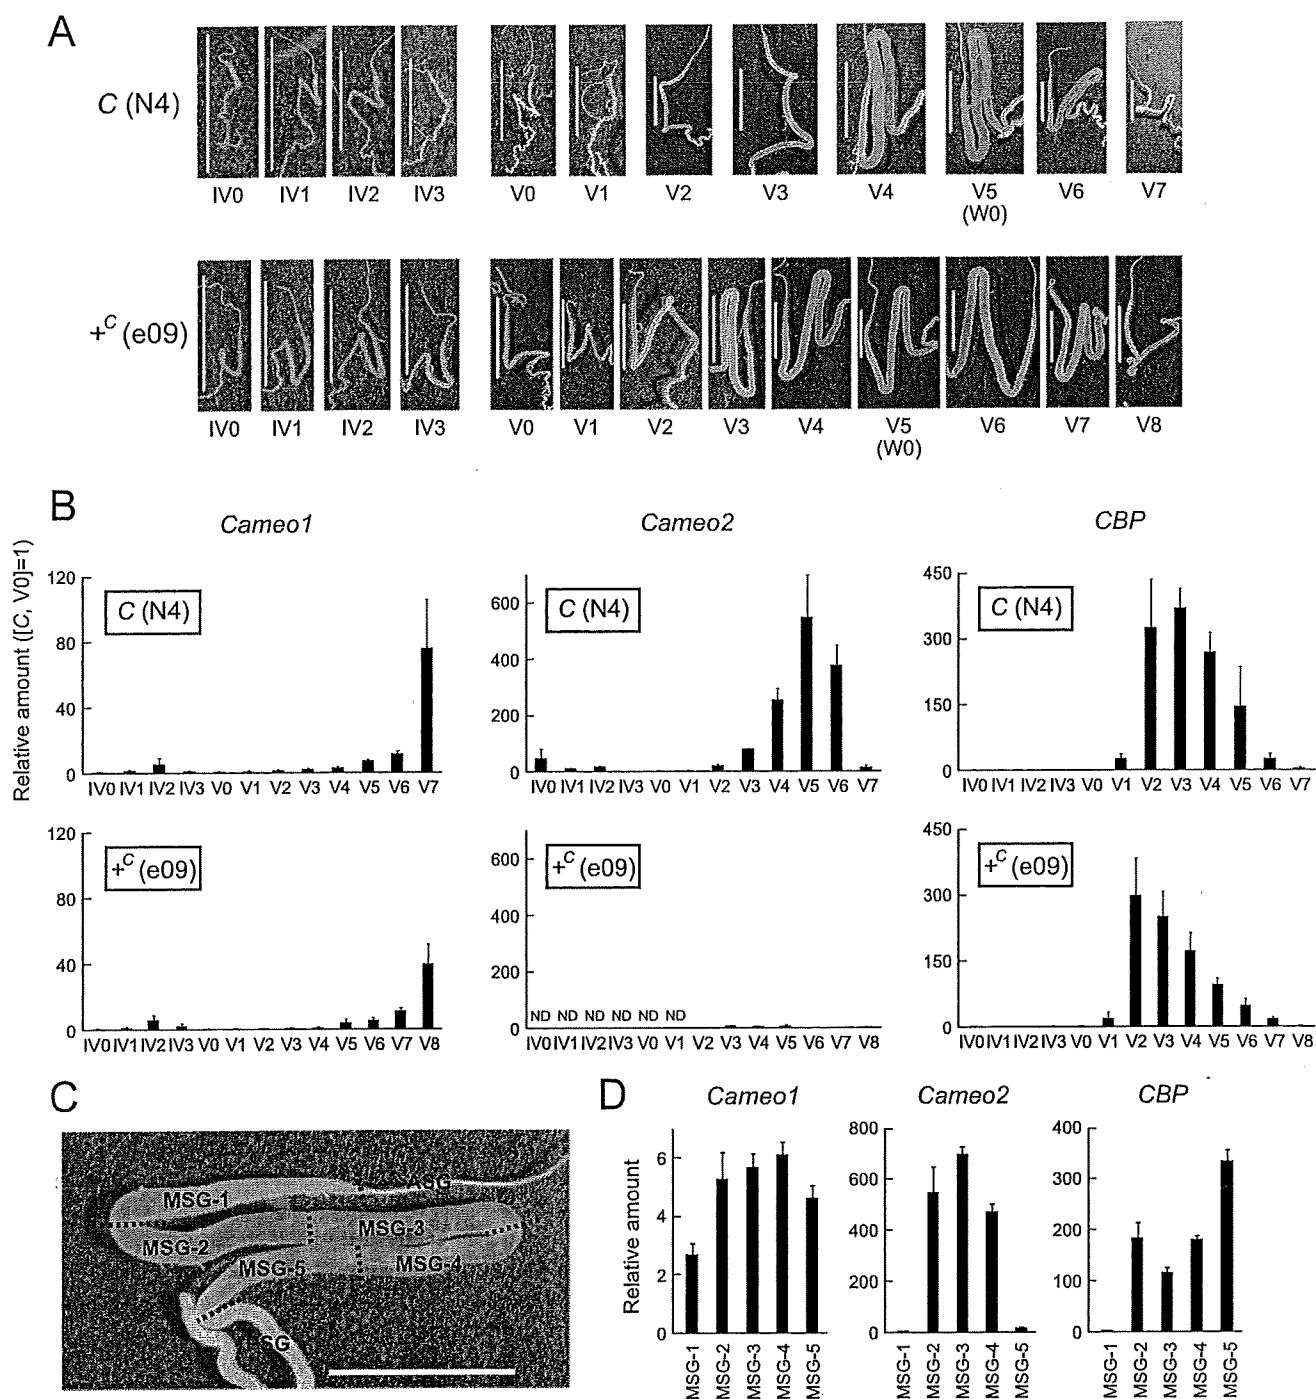 A
C (N4)
IV0 IV1 IV2 IV3 V0 V1 V2 V3 V4 V5 V6 V7
(W0)
+C (e09)
IV0 IV1 IV2 IV3 V0 V1 V2 V3 V4 V5 V6 V7 V8
(W0)
B
Cameo1 Cameo2 CBP
Relative amount ([C, V0]=1)
120
80
40
0
C (N4)
IV0 IV1 IV2 IV3 V0 V1 V2 V3 V4 V5 V6 V7
600
400
200
0
C (N4)
IV0 IV1 IV2 IV3 V0 V1 V2 V3 V4 V5 V6 V7
450
300
150
0
C (N4)
IV0 IV1 IV2 IV3 V0 V1 V2 V3 V4 V5 V6 V7
120
80
40
0
+C (e09)
IV0 IV1 IV2 IV3 V0 V1 V2 V3 V4 V5 V6 V7 V8
600
400
200
0
+C (e09)
ND ND ND ND ND ND
IV0 IV1 IV2 IV3 V0 V1 V2 V3 V4 V5 V6 V7 V8
450
300
150
0
+C (e09)
IV0 IV1 IV2 IV3 V0 V1 V2 V3 V4 V5 V6 V7 V8
C
ASG
MSG-1
MSG-3
MSG-2
MSG-5 MSG-4
PSG
D
Cameo1 Cameo2 CBP
Relative amount
6
4
2
0
MSG-1 MSG-2 MSG-3 MSG-4 MSG-5
800
600
400
200
0
MSG-1 MSG-2 MSG-3 MSG-4 MSG-5
400
300
200
100
0
MSG-1 MSG-2 MSG-3 MSG-4 MSG-5